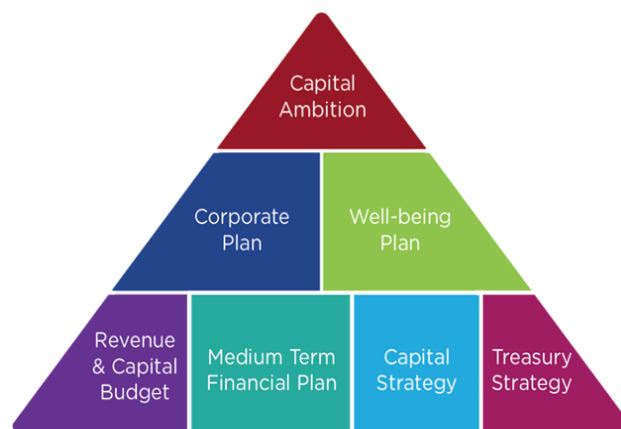 Capital
Ambition
Corporate
Plan
Well-being
Plan
Revenue
& Capital
Budget
Medium Term
Financial Plan
Capital
Strategy
Treasury
Strategy